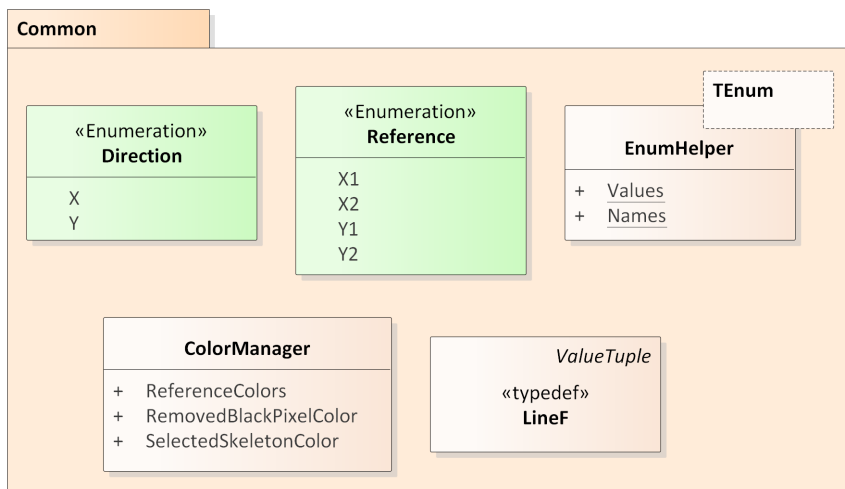 Common
«Enumeration»
Direction
X
Y
«Enumeration»
Reference
X1
X2
Y1
Y2
TEnum
EnumHelper
+ Values
+ Names
ColorManager
+ ReferenceColors
+ RemovedBlackPixelColor
+ SelectedSkeletonColor
ValueTuple
«typedef»
LineF